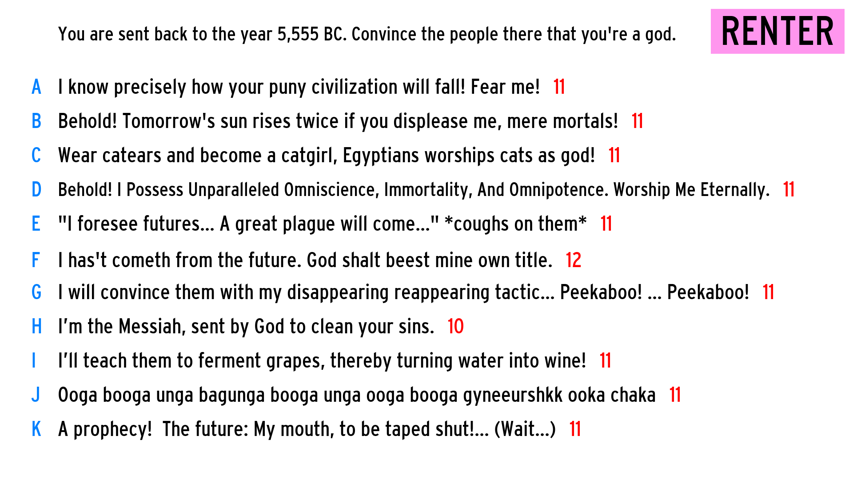 You are sent back to the year 5,555 BC. Convince the people there that you're a god.
RENTER
A I know precisely how your puny civilization will fall! Fear me! 11
B Behold! Tomorrow's sun rises twice if you displease me, mere mortals! 11
C Wear catears and become a catgirl, Egyptians worships cats as god! 11
D Behold! I Possess Unparalleled Omniscience, Immortality, And Omnipotence. Worship Me Eternally. 11
E "I foresee futures... A great plague will come..." *coughs on them* 11
F I has't cometh from the future. God shalt beest mine own title. 12
G I will convince them with my disappearing reappearing tactic... Peekaboo! ... Peekaboo! 11
H I’m the Messiah, sent by God to clean your sins. 10
I I’ll teach them to ferment grapes, thereby turning water into wine! 11
J Ooga booga unga bagunga booga unga ooga booga gyneeurshkk ooka chaka 11
K A prophecy! The future: My mouth, to be taped shut!... (Wait...) 11